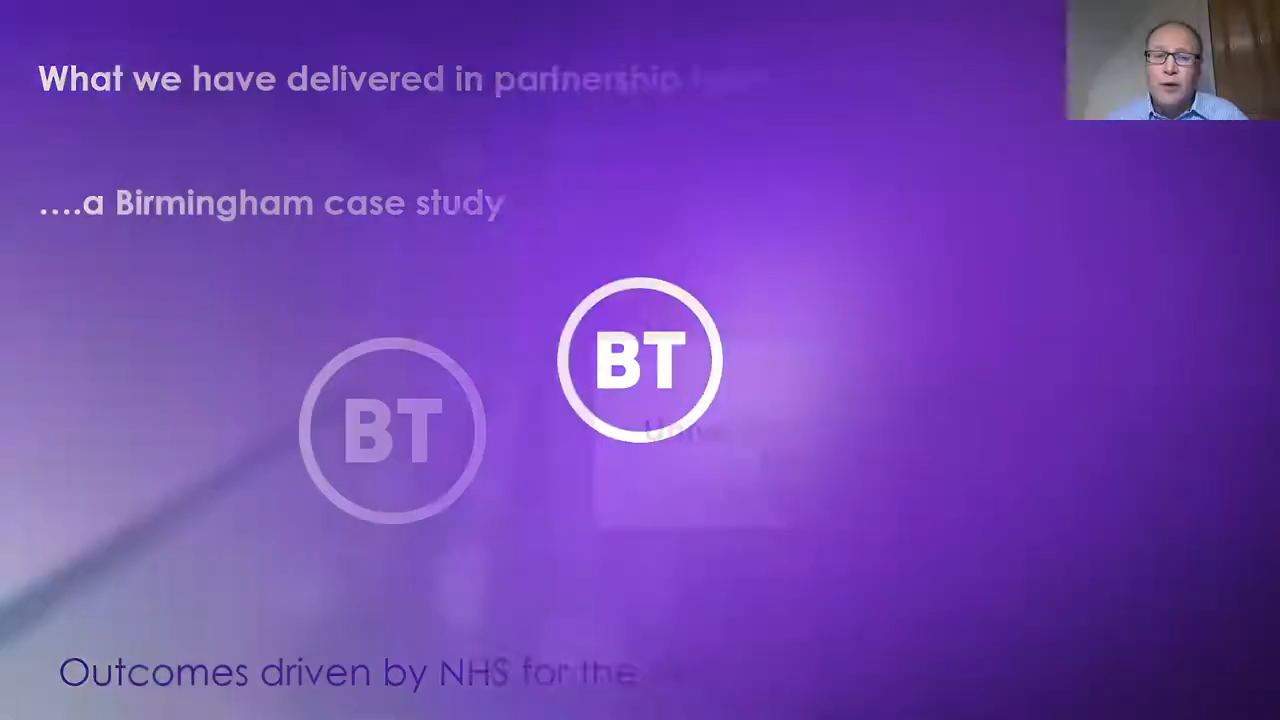 What we have delivered in partnership
....a Birmingham case study
BT
BT
Outcomes driven by NHS for the